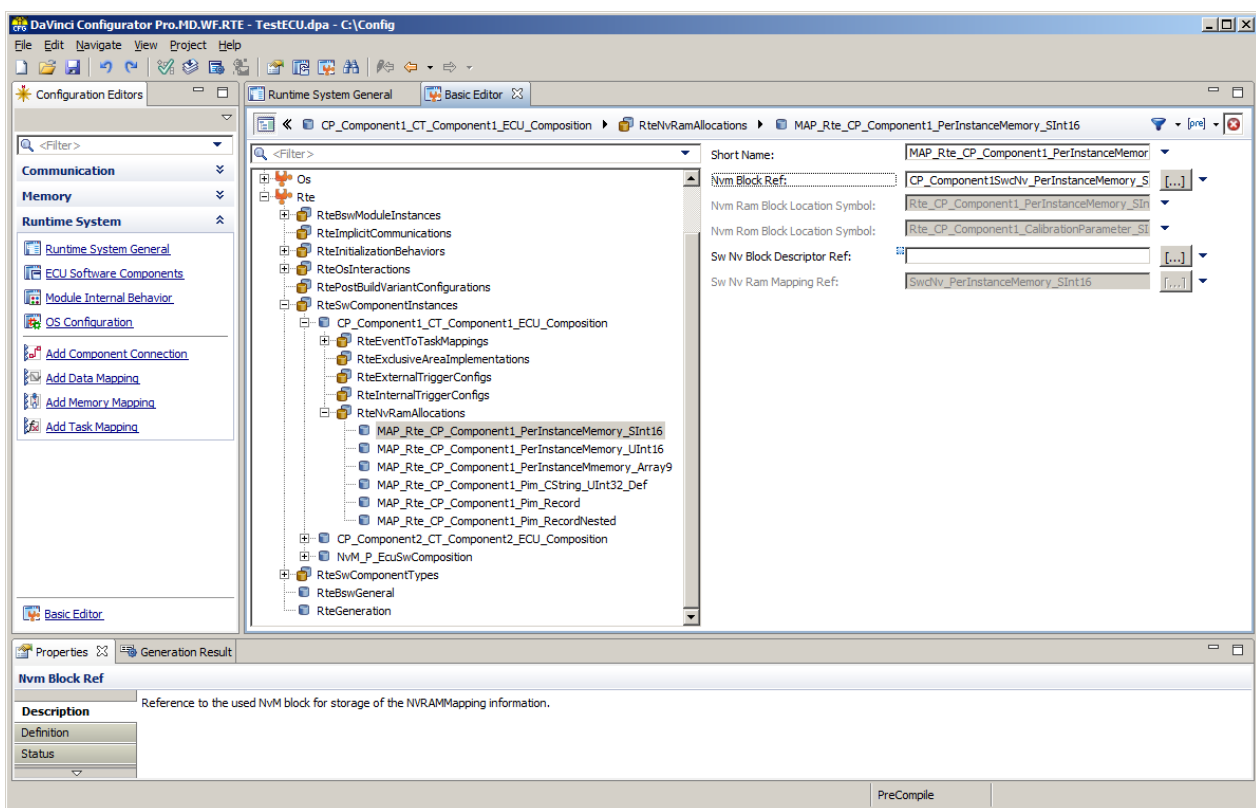 DaVinci Configurator Pro.MD.WF.RTE - TestECU.dpa - C:\Config
File Edit Navigate View Project Help
Configuration Editors
Runtime System General
Basic Editor
CP_Component1_CT_Component1_ECU_Composition
RteNvRamAllocations
MAP_Rte_CP_Component1_PerInstanceMemory_SInt16
[pre]
<Filter>
Communication
Memory
Runtime System
Runtime System General
ECU Software Components
Module Internal Behavior
OS Configuration
Add Component Connection
Add Data Mapping
Add Memory Mapping
Add Task Mapping
Basic Editor
<Filter>
Os
Rte
RteBswModuleInstances
RteImplicitCommunications
RteInitializationBehaviors
RteOsInteractions
RtePostBuildVariantConfigurations
RteSwComponentInstances
CP_Component1_CT_Component1_ECU_Composition
RteEventToTaskMappings
RteExclusiveAreaImplementations
RteExternalTriggerConfigs
RteInternalTriggerConfigs
RteNvRamAllocations
MAP_Rte_CP_Component1_PerInstanceMemory_SInt16
MAP_Rte_CP_Component1_PerInstanceMemory_UInt16
MAP_Rte_CP_Component1_PerInstanceMmemory_Array9
MAP_Rte_CP_Component1_Pim_CString_UInt32_Def
MAP_Rte_CP_Component1_Pim_Record
MAP_Rte_CP_Component1_Pim_RecordNested
CP_Component2_CT_Component2_ECU_Composition
NvM_P_EcuSwComposition
RteSwComponentTypes
RteBswGeneral
RteGeneration
Short Name: MAP_Rte_CP_Component1_PerInstanceMemor
Nvm Block Ref: CP_Component1SwcNv_PerInstanceMemory_S [...]
Nvm Ram Block Location Symbol: Rte_CP_Component1_PerInstanceMemory_SIn
Nvm Rom Block Location Symbol: Rte_CP_Component1_CalibrationParameter_SI
Sw Nv Block Descriptor Ref: [...]
Sw Nv Ram Mapping Ref: SwcNv_PerInstanceMemory_SInt16 [...]
Properties
Generation Result
Nvm Block Ref
Description
Definition
Status
Reference to the used NvM block for storage of the NVRAMMapping information.
PreCompile